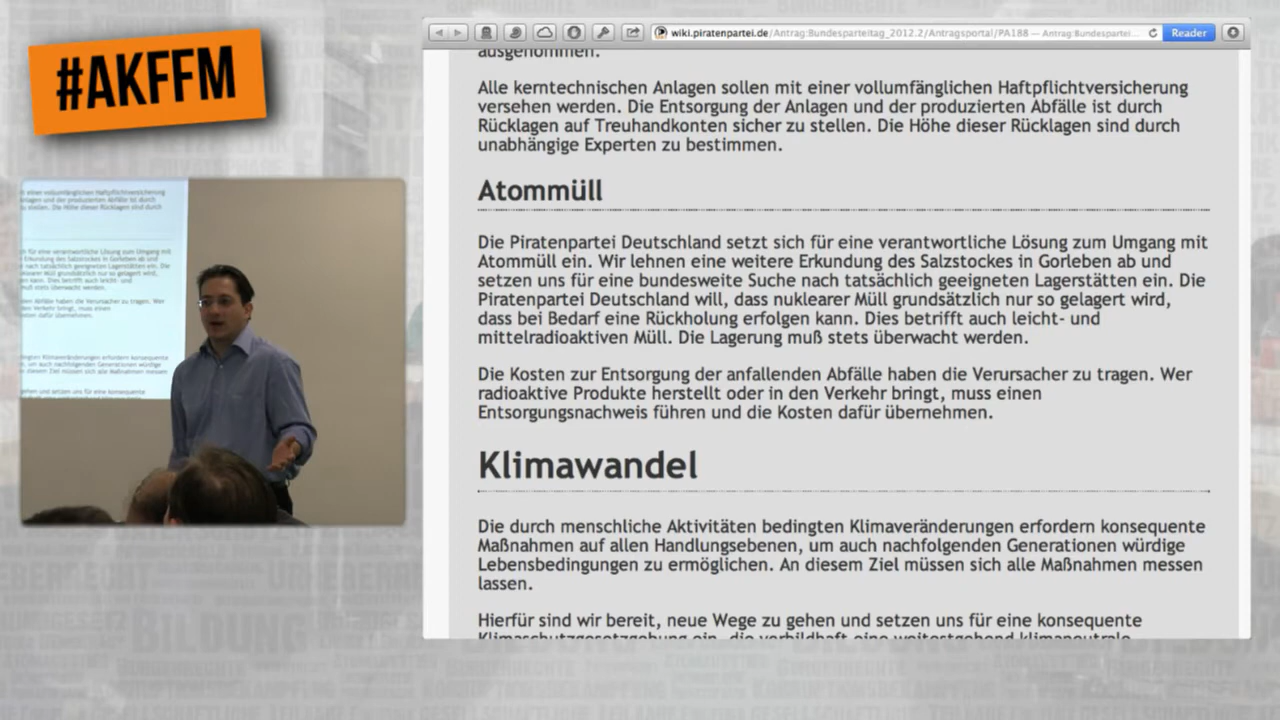 #AKFFM
wiki.piratenpartei.de/Antrag:Bundesparteitag_2012.2/Antragsportal/PA188 — Antrag:Bundespartei...
Reader
ausgenommen.
Alle kerntechnischen Anlagen sollen mit einer vollumfänglichen Haftpflichtversicherung
versehen werden. Die Entsorgung der Anlagen und der produzierten Abfälle ist durch
Rücklagen auf Treuhandkonten sicher zu stellen. Die Höhe dieser Rücklagen sind durch
unabhängige Experten zu bestimmen.
Atommüll
Die Piratenpartei Deutschland setzt sich für eine verantwortliche Lösung zum Umgang mit
Atommüll ein. Wir lehnen eine weitere Erkundung des Salzstockes in Gorleben ab und
setzen uns für eine bundesweite Suche nach tatsächlich geeigneten Lagerstätten ein. Die
Piratenpartei Deutschland will, dass nuklearer Müll grundsätzlich nur so gelagert wird,
dass bei Bedarf eine Rückholung erfolgen kann. Dies betrifft auch leicht- und
mittelradioaktiven Müll. Die Lagerung muß stets überwacht werden.
Die Kosten zur Entsorgung der anfallenden Abfälle haben die Verursacher zu tragen. Wer
radioaktive Produkte herstellt oder in den Verkehr bringt, muss einen
Entsorgungsnachweis führen und die Kosten dafür übernehmen.
Klimawandel
Die durch menschliche Aktivitäten bedingten Klimaveränderungen erfordern konsequente
Maßnahmen auf allen Handlungsebenen, um auch nachfolgenden Generationen würdige
Lebensbedingungen zu ermöglichen. An diesem Ziel müssen sich alle Maßnahmen messen
lassen.
Hierfür sind wir bereit, neue Wege zu gehen und setzen uns für eine konsequente
Klimaschutzgesetzgebung ein, die vorbildhaft eine weitestgehend klimaneutrale